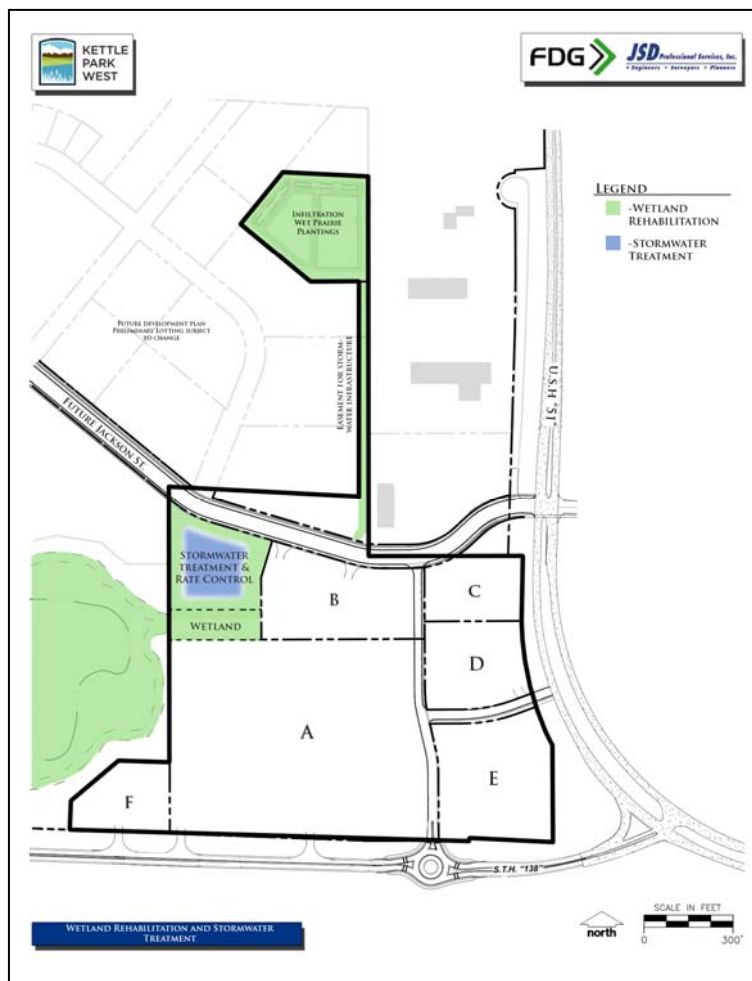 KETTLE
PARK
WEST
FDG
JSD Professional Services, Inc.
• Engineers • Surveyors • Planners
LEGEND
-WETLAND
REHABILITATION
-STORMWATER
TREATMENT
INFILTRATION
WET PRAIRIE
PLANTINGS
FUTURE DEVELOPMENT PLAN
PRELIMINARY LOTTING SUBJECT
TO CHANGE
EASEMENT FOR STORM-
WATER INFRASTRUCTURE
U.S.H "51"
FUTURE JACKSON ST.
STORMWATER
TREATMENT &
RATE CONTROL
WETLAND
B
C
D
A
E
F
S.T.H. "138"
WETLAND REHABILITATION AND STORMWATER
TREATMENT
north
SCALE IN FEET
0 300'